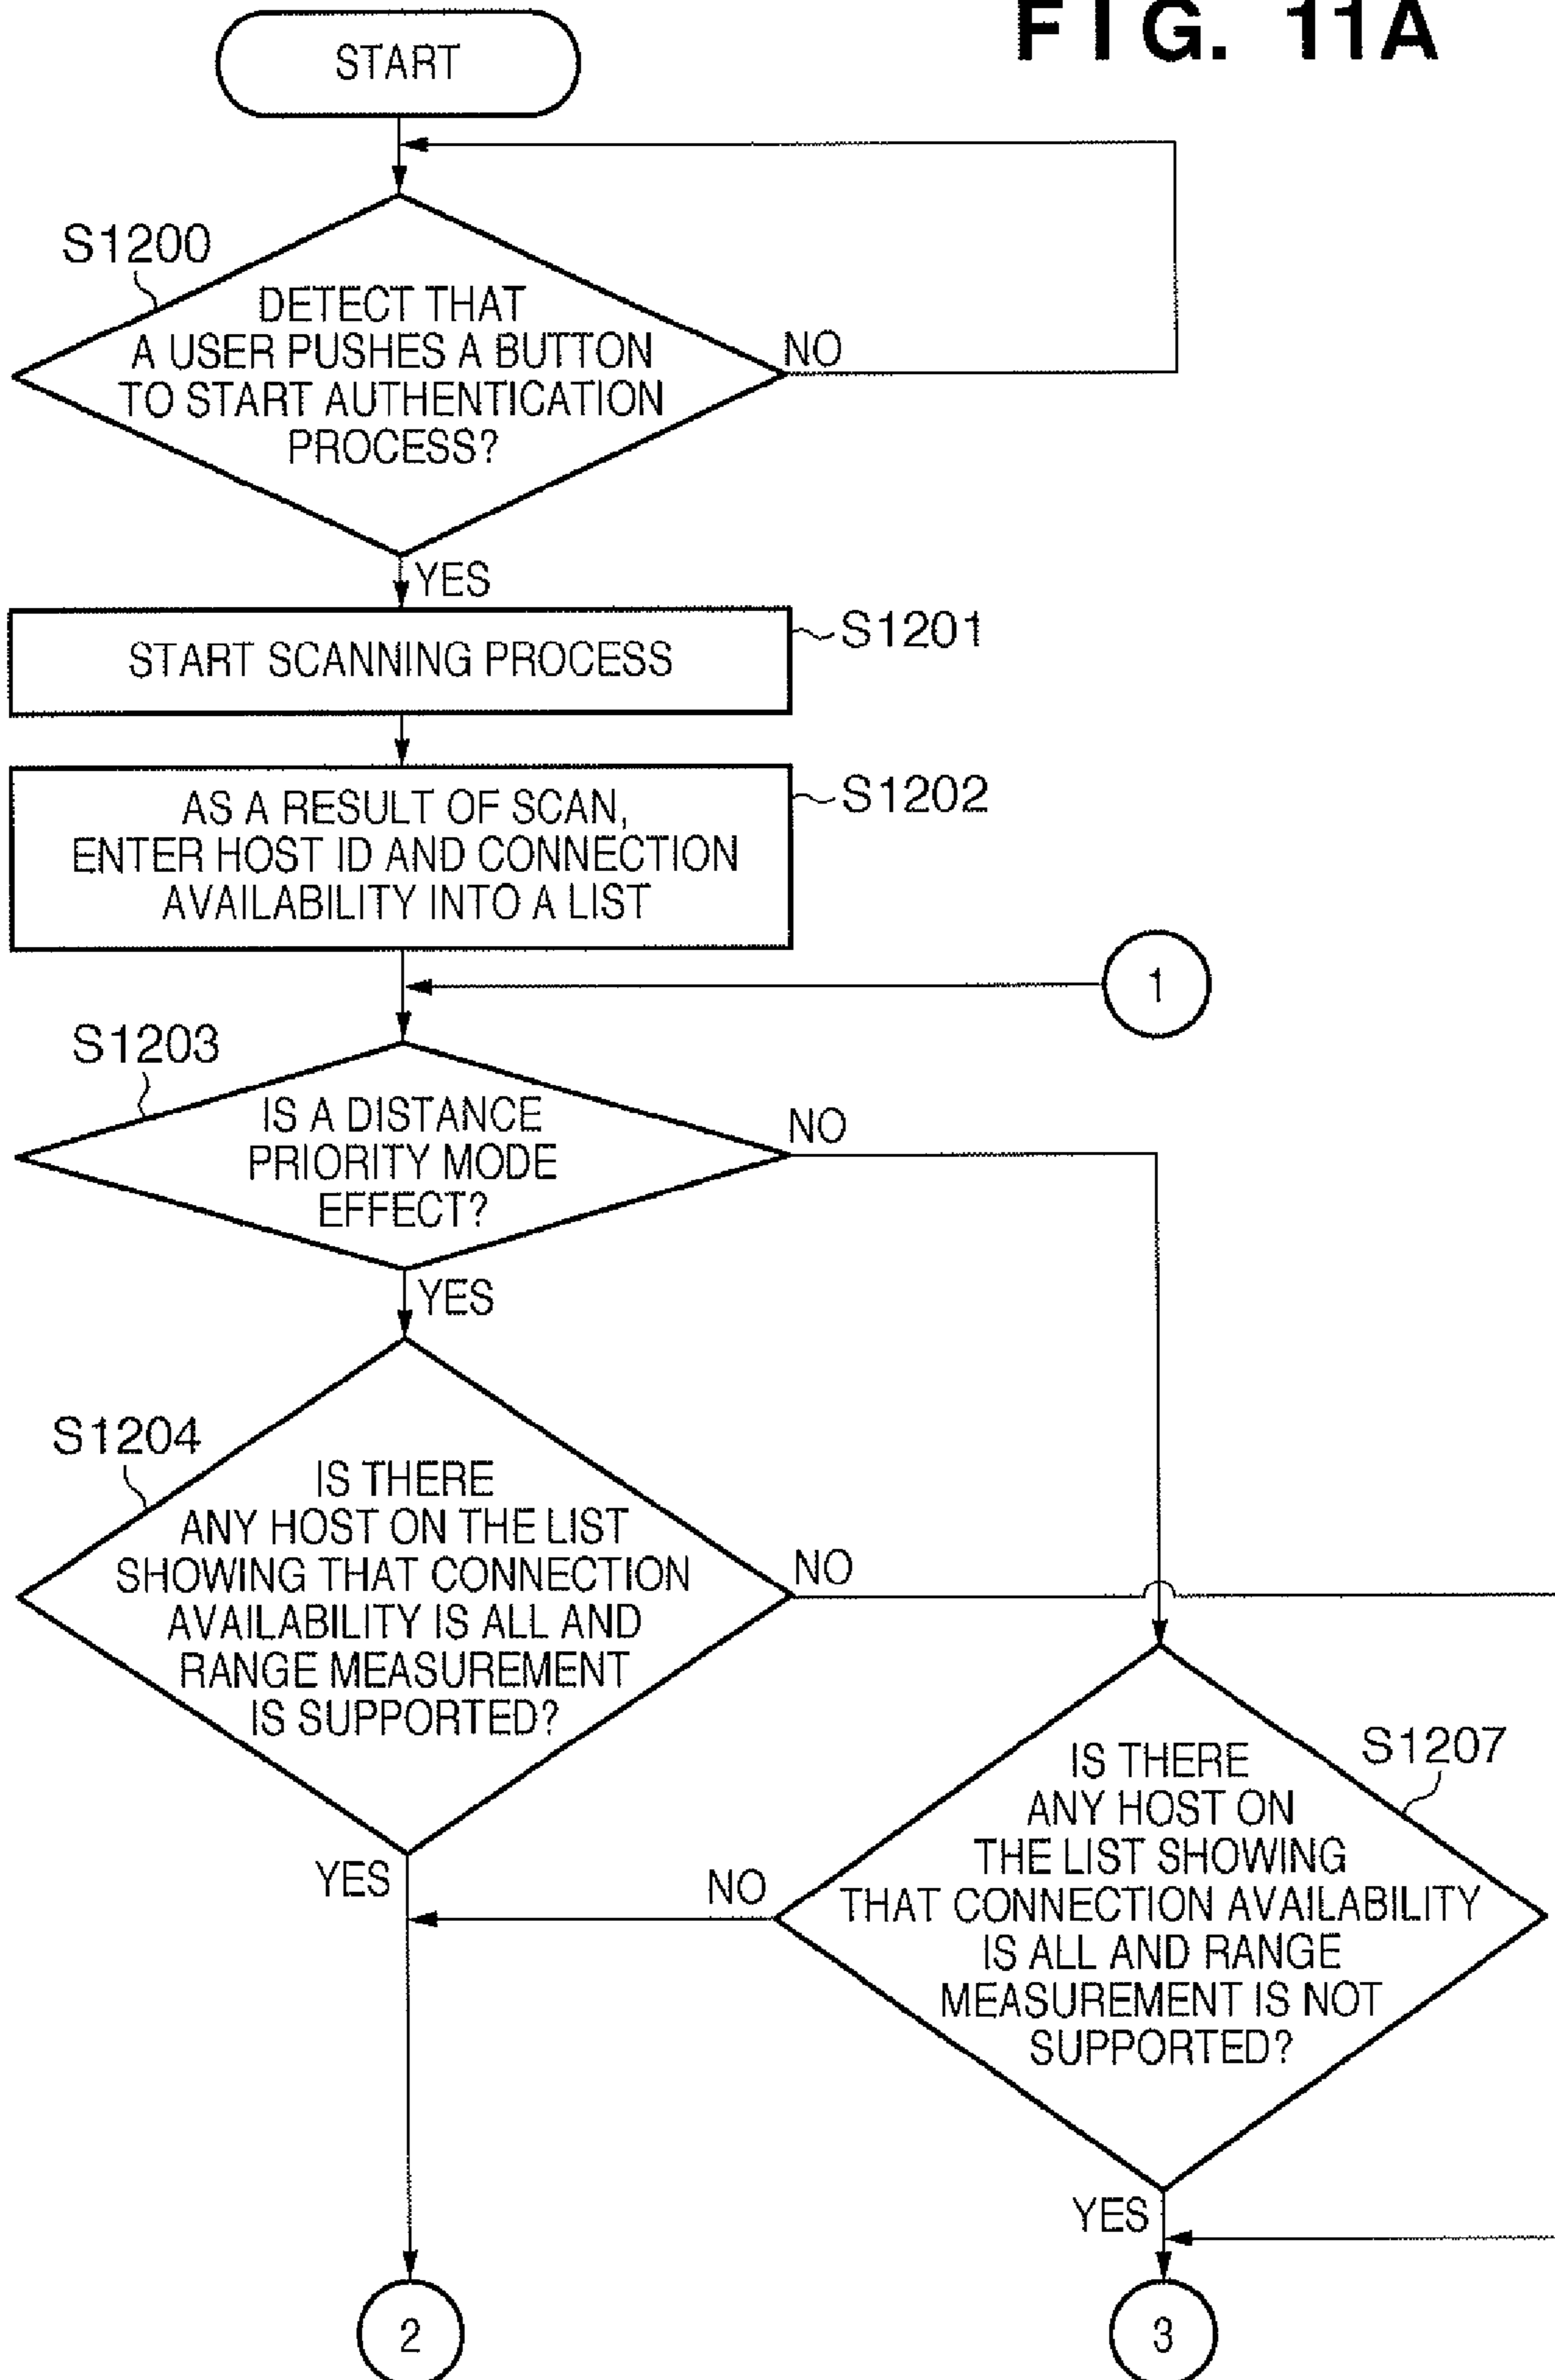 FIG. 11A
START
S1200
DETECT THAT
A USER PUSHES A BUTTON
TO START AUTHENTICATION
PROCESS?
NO
YES
START SCANNING PROCESS
S1201
AS A RESULT OF SCAN,
ENTER HOST ID AND CONNECTION
AVAILABILITY INTO A LIST
S1202
1
S1203
IS A DISTANCE
PRIORITY MODE
EFFECT?
NO
YES
S1204
IS THERE
ANY HOST ON THE LIST
SHOWING THAT CONNECTION
AVAILABILITY IS ALL AND
RANGE MEASUREMENT
IS SUPPORTED?
NO
YES
S1207
IS THERE
ANY HOST ON
THE LIST SHOWING
THAT CONNECTION AVAILABILITY
IS ALL AND RANGE
MEASUREMENT IS NOT
SUPPORTED?
NO
YES
2
3